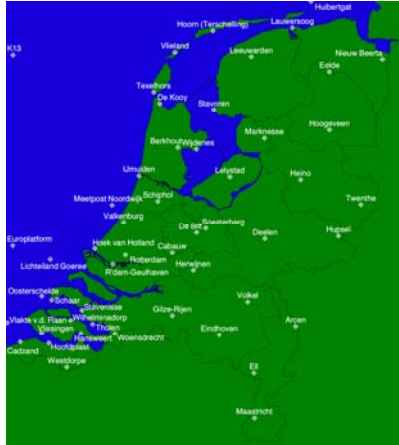 Huibertgat
Hoorn (Terschelling)
Lauwersoog
Vlieland
K13
Leeuwarden
Nieuw Beerta
Eelde
Texelhors
De Kooy
Stavoren
Hoogeveen
Marknesse
Berkhout
Wijdenes
IJmuiden
Lelystad
Heino
Schiphol
Meetpost Noordwijk
Twenthe
Valkenburg
Soesterberg
De Bilt
Deelen
Hupsel
Europlatform
Hoek van Holland
Cabauw
Rotterdam
Lichteiland Goeree
R'dam-Geulhaven
Herwijnen
Oosterschelde
Schaar
Stavenisse
Volkel
Gilze-Rijen
Vlakte v.d. Raan
Wilhelminadorp
Arcen
Vlissingen
Tholen
Hansweert
Woensdrecht
Eindhoven
Cadzand
Hoofdplaat
Westdorpe
Ell
Maastricht